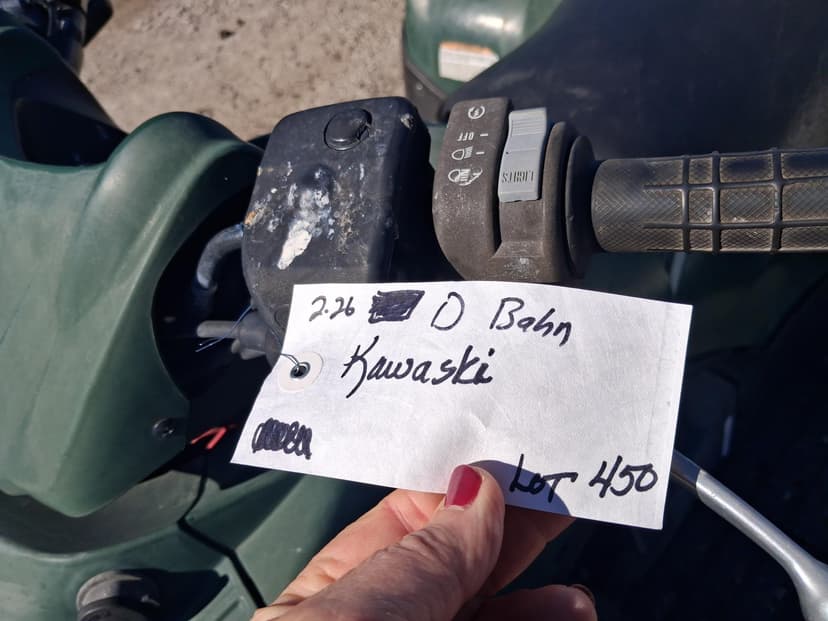 OFF
LIGHTS
2.26 D Bahn
Kawaski
LOT 450